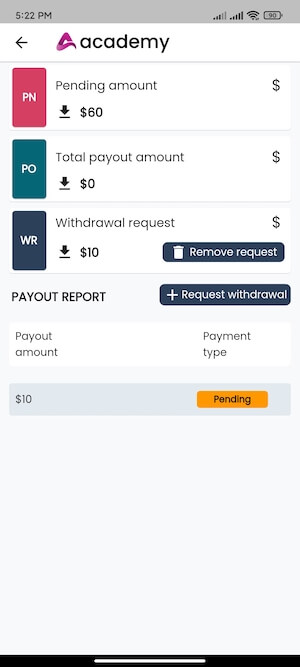 5:22 PM
90
academy
PN
Pending amount
$
$60
PO
Total payout amount
$
$0
WR
Withdrawal request
$
$10
Remove request
PAYOUT REPORT
Request withdrawal
Payout
amount
Payment
type
$10
Pending